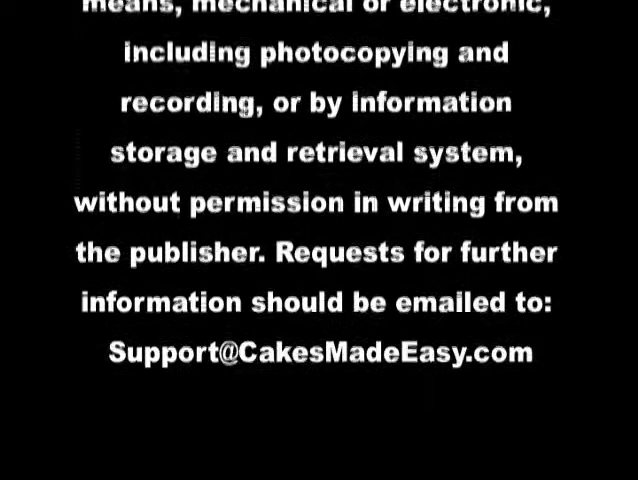 means, mechanical or electronic,
including photocopying and
recording, or by information
storage and retrieval system,
without permission in writing from
the publisher. Requests for further
information should be emailed to:
Support@CakesMadeEasy.com